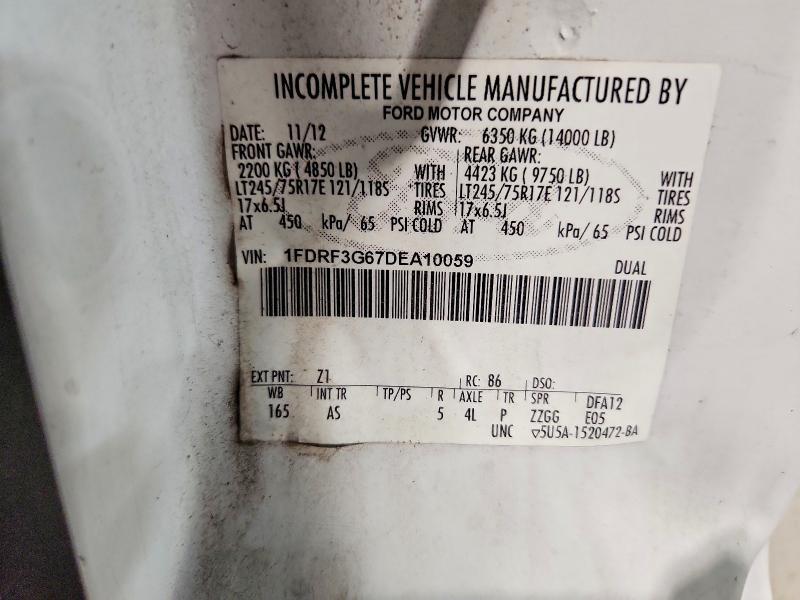 INCOMPLETE VEHICLE MANUFACTURED BY
FORD MOTOR COMPANY
DATE: 11/12 GVWR: 6350 KG (14000 LB)
FRONT GAWR: REAR GAWR:
2200 KG ( 4850 LB) WITH 4423 KG ( 9750 LB) WITH
LT245/75R17E 121/118S TIRES LT245/75R17E 121/118S TIRES
17x6.5J RIMS 17x6.5J RIMS
AT 450 kPa/ 65 PSI COLD AT 450 kPa/ 65 PSI COLD
VIN: 1FDRF3G67DEA10059
DUAL
EXT PNT: Z1 RC: 86 DSO:
WB INT TR TP/PS R AXLE TR SPR DFA12
165 AS 5 4L P ZZGG E05
UNC ▽5U5A-1520472-BA